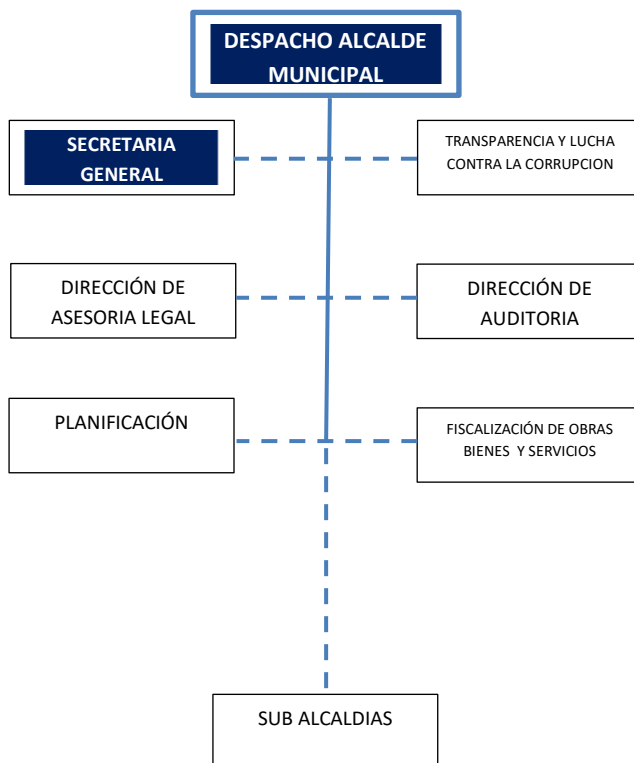 DESPACHO ALCALDE
MUNICIPAL
SECRETARIA
GENERAL
TRANSPARENCIA Y LUCHA
CONTRA LA CORRUPCION
DIRECCIÓN DE
ASESORIA LEGAL
DIRECCIÓN DE
AUDITORIA
PLANIFICACIÓN
FISCALIZACIÓN DE OBRAS
BIENES Y SERVICIOS
SUB ALCALDIAS